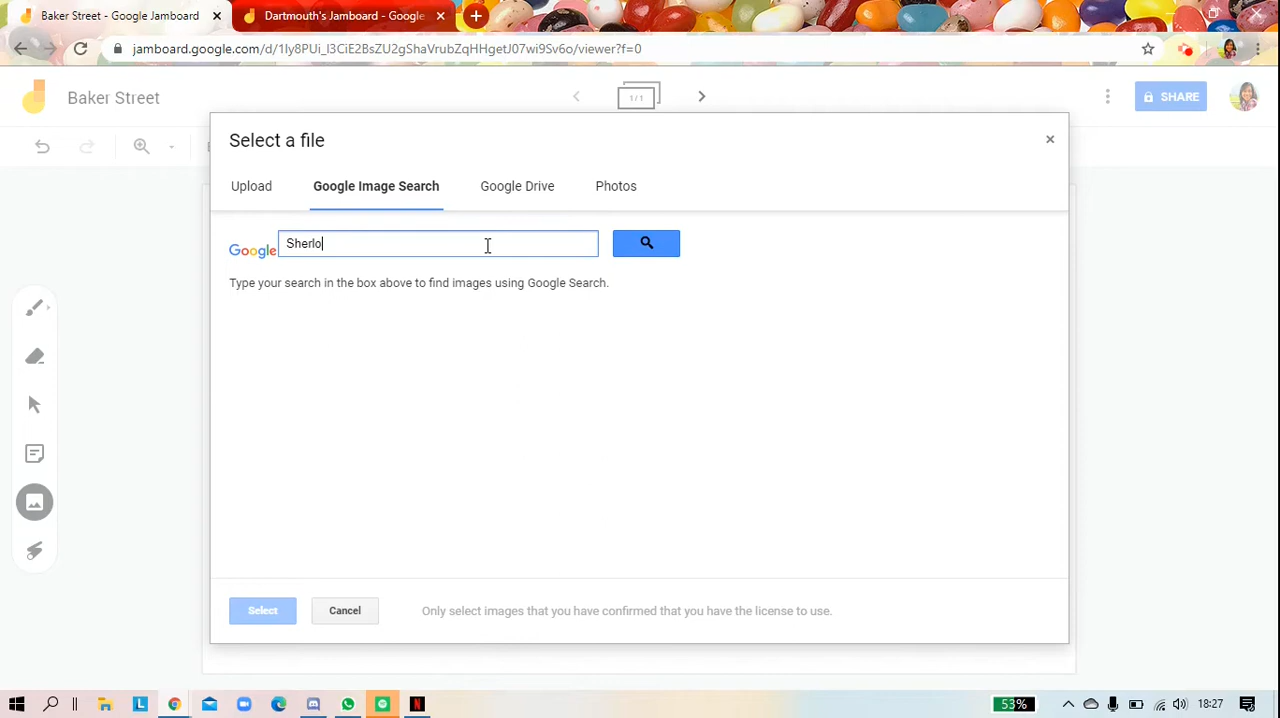 Baker Street - Google Jamboard
Dartmouth's Jamboard - Google
jamboard.google.com/d/1ly8PUi_I3CiE2BsZU2gShaVrubZqHHgetJ07wi9Sv6o/viewer?f=0
Baker Street
1/1
SHARE
Select a file
Upload
Google Image Search
Google Drive
Photos
Google
Sherlo
Type your search in the box above to find images using Google Search.
Select
Cancel
Only select images that you have confirmed that you have the license to use.
53%
18:27